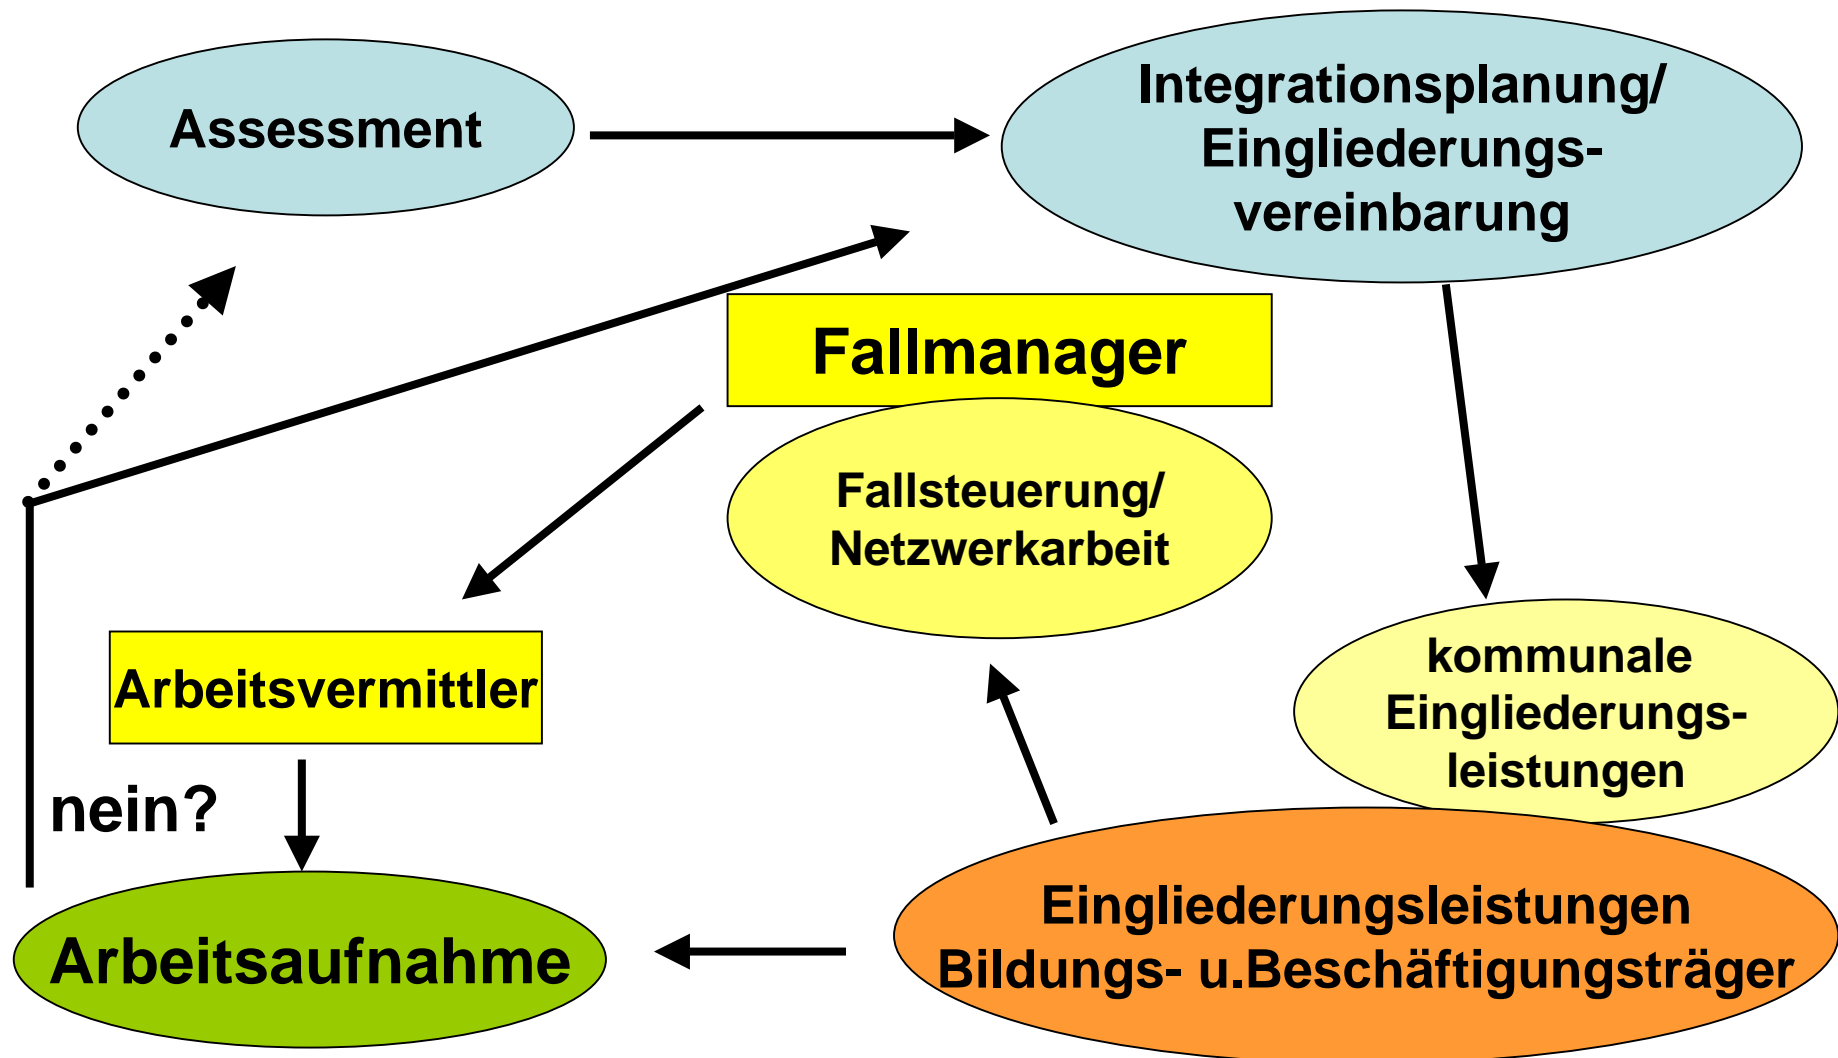 Assessment
Integrationsplanung/
Eingliederungs-
vereinbarung
Fallmanager
Fallsteuerung/
Netzwerkarbeit
Arbeitsvermittler
kommunale
Eingliederungs-
leistungen
nein?
Arbeitsaufnahme
Eingliederungsleistungen
Bildungs- u.Beschäftigungsträger